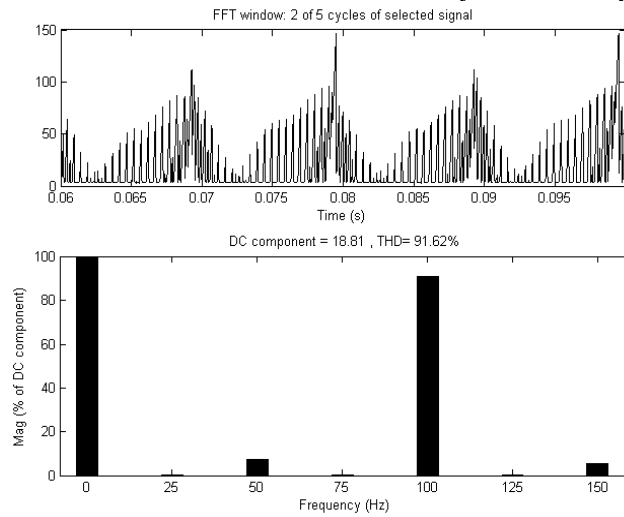 FFT window: 2 of 5 cycles of selected signal
150
100
50
0
0.06 0.065 0.07 0.075 0.08 0.085 0.09 0.095
Time (s)
DC component = 18.81 , THD= 91.62%
Mag (% of DC component)
100
80
60
40
20
0
0 25 50 75 100 125 150
Frequency (Hz)